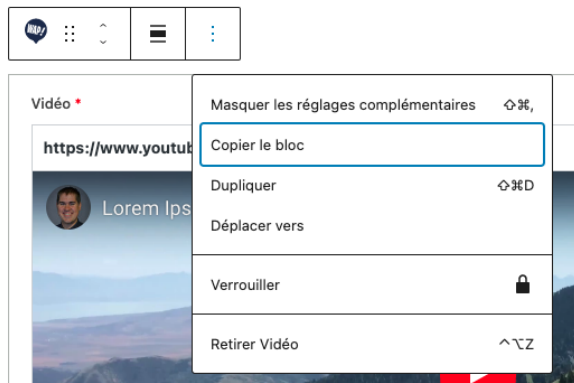 WAP!
Masquer les réglages complémentaires ⇧⌘,
Vidéo *
https://www.youtub
Copier le bloc
Lorem Ips
Dupliquer ⇧⌘D
Déplacer vers
Verrouiller
Retirer Vidéo ^⌥Z